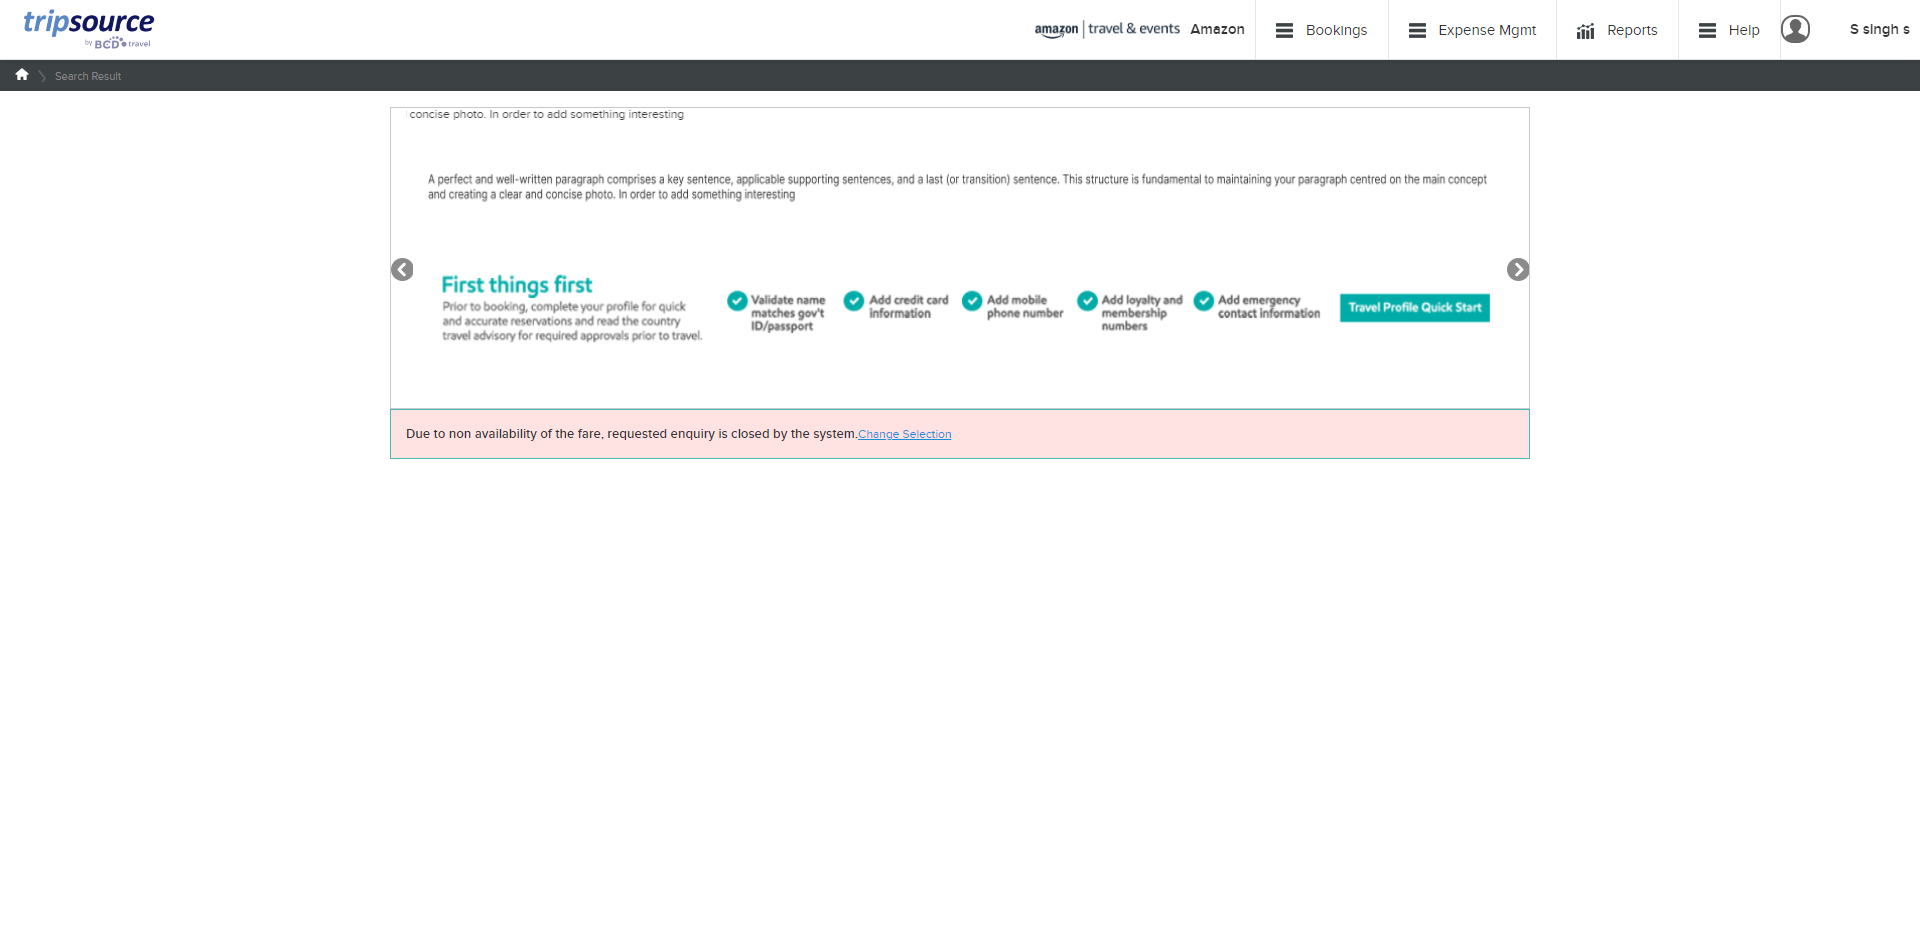 tripsource
by BCD travel
amazon | travel & events Amazon
Bookings
Expense Mgmt
Reports
Help
S singh s
Search Result
concise photo. In order to add something interesting
A perfect and well-written paragraph comprises a key sentence, applicable supporting sentences, and a last (or transition) sentence. This structure is fundamental to maintaining your paragraph centred on the main concept
and creating a clear and concise photo. In order to add something interesting
First things first
Prior to booking, complete your profile for quick
and accurate reservations and read the country
travel advisory for required approvals prior to travel.
Validate name
matches gov't
ID/passport
Add credit card
information
Add mobile
phone number
Add loyalty and
membership
numbers
Add emergency
contact information
Travel Profile Quick Start
Due to non availability of the fare, requested enquiry is closed by the system.Change Selection